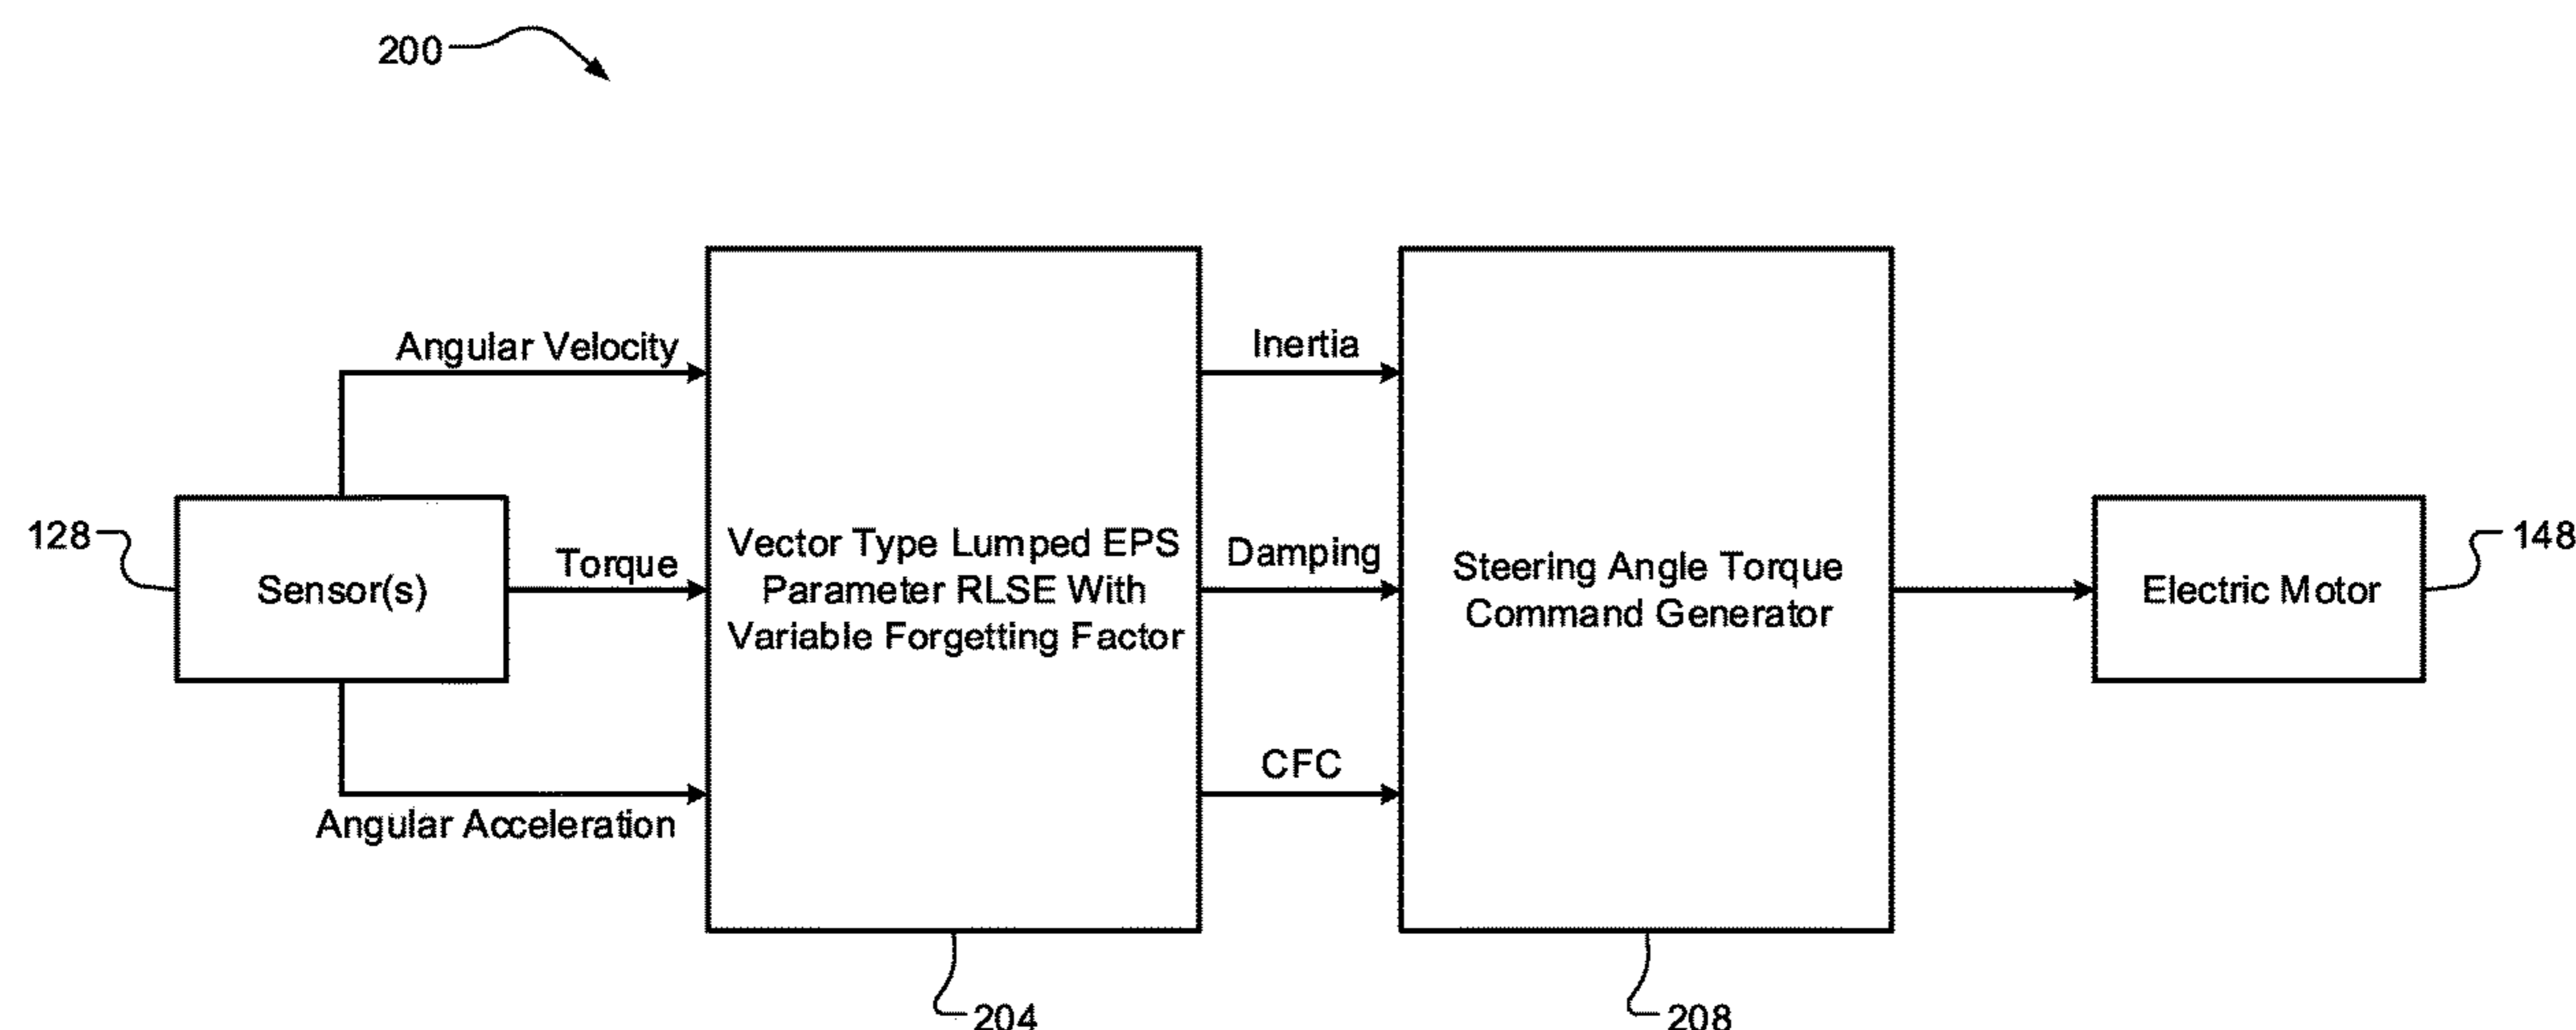 200
Angular Velocity
Inertia
128
Sensor(s)
Torque
Vector Type Lumped EPS
Parameter RLSE With
Variable Forgetting Factor
Damping
Steering Angle Torque
Command Generator
Electric Motor
148
Angular Acceleration
CFC
204
208